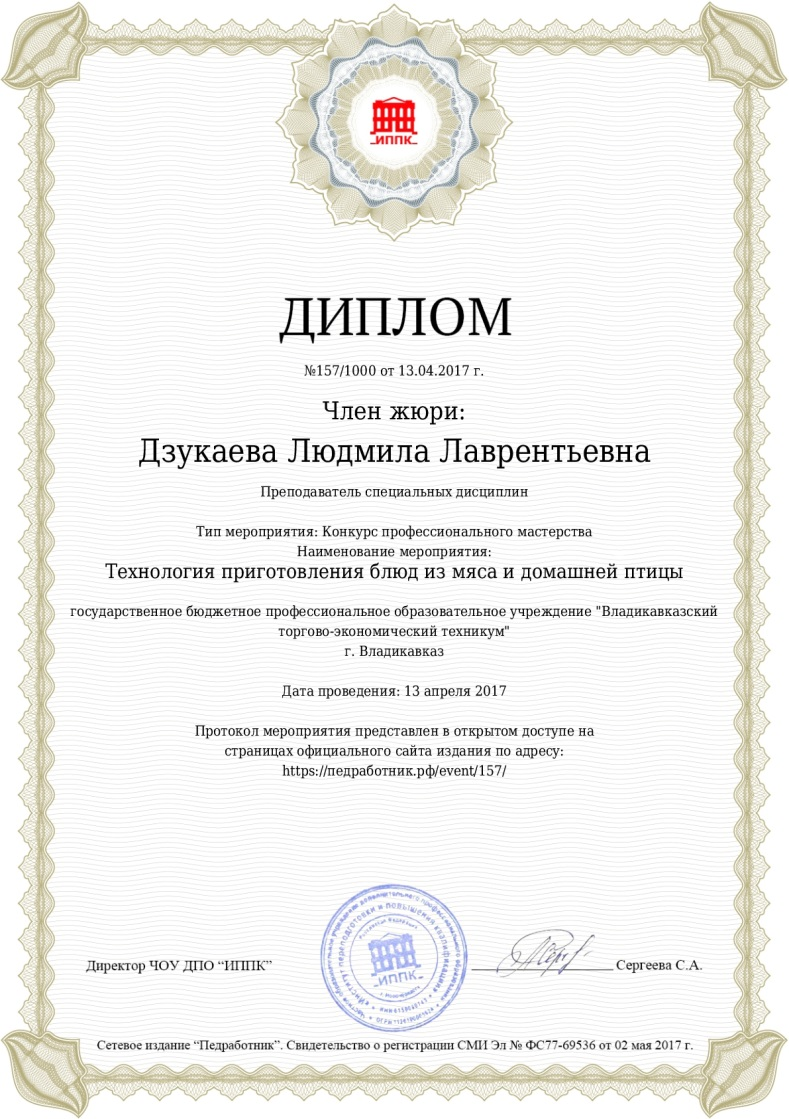 ИППК
ДИПЛОМ
№157/1000 от 13.04.2017 г.
Член жюри:
Дзукаева Людмила Лаврентьевна
Преподаватель специальных дисциплин
Тип мероприятия: Конкурс профессионального мастерства
Наименование мероприятия:
Технология приготовления блюд из мяса и домашней птицы
государственное бюджетное профессиональное образовательное учреждение "Владикавказский
торгово-экономический техникум"
г. Владикавказ
Дата проведения: 13 апреля 2017
Протокол мероприятия представлен в открытом доступе на
страницах официального сайта издания по адресу:
https://педработник.рф/event/157/
Директор ЧОУ ДПО “ИППК”
ИППК
Сергеева С.А.
Сетевое издание “Педработник”. Свидетельство о регистрации СМИ Эл № ФС77-69536 от 02 мая 2017 г.